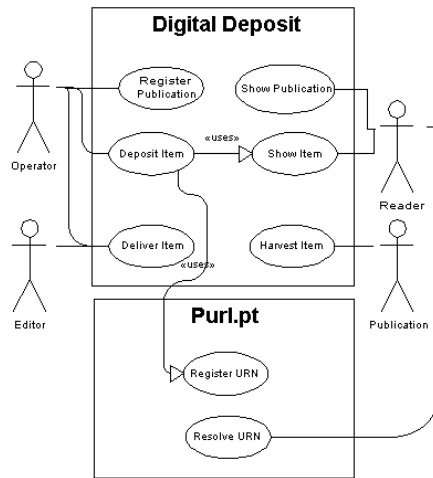 Digital Deposit
Register
Publication
Show Publication
Operator
«uses»
Deposit Item
Show Item
Reader
Deliver Item
Harvest Item
«uses»
Editor
Publication
Purl.pt
Register URN
Resolve URN